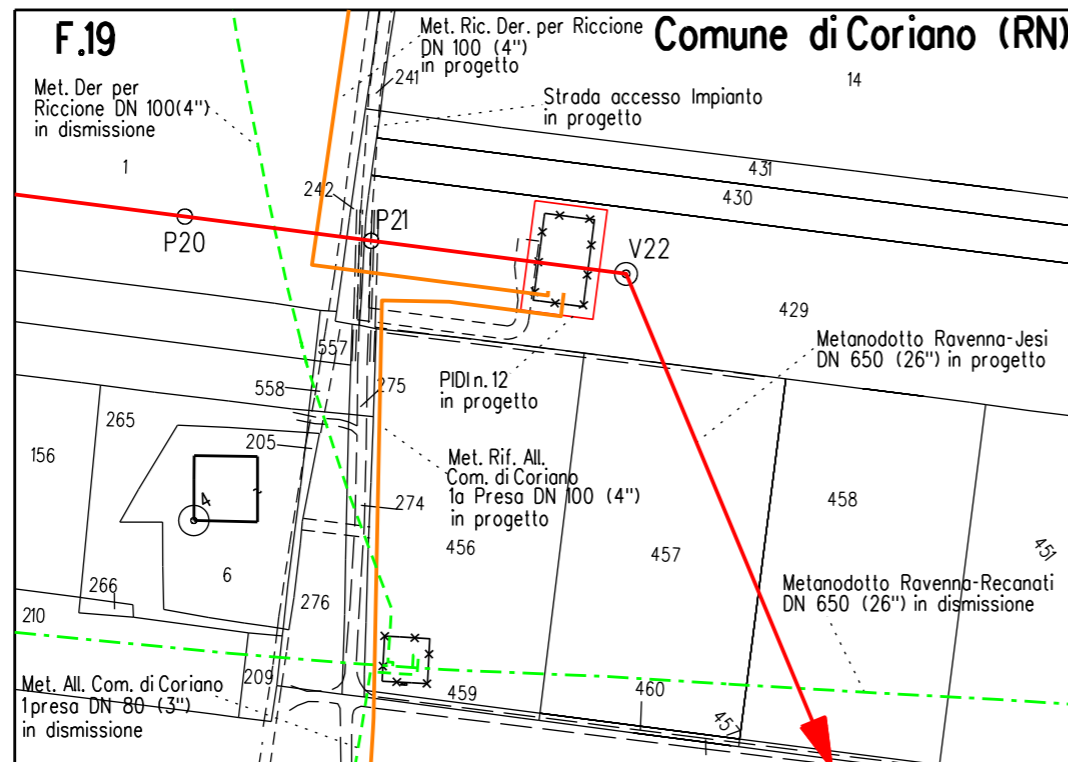 F.19
Comune di Coriano (RN)
Met. Ric. Der. per Riccione
DN 100 (4")
in progetto
14
241
Met. Der per
Riccione DN 100(4")
in dismissione
Strada accesso Impianto
in progetto
1
431
242
430
P20
P21
V22
429
Metanodotto Ravenna-Jesi
DN 650 (26") in progetto
557
PIDI n. 12
in progetto
558
275
265
205
156
Met. Rif. All.
Com. di Coriano
1a Presa DN 100 (4")
in progetto
4
274
458
456
457
451
6
266
276
Metanodotto Ravenna-Recanati
DN 650 (26") in dismissione
210
209
Met. All. Com. di Coriano
1presa DN 80 (3")
in dismissione
459
460
457